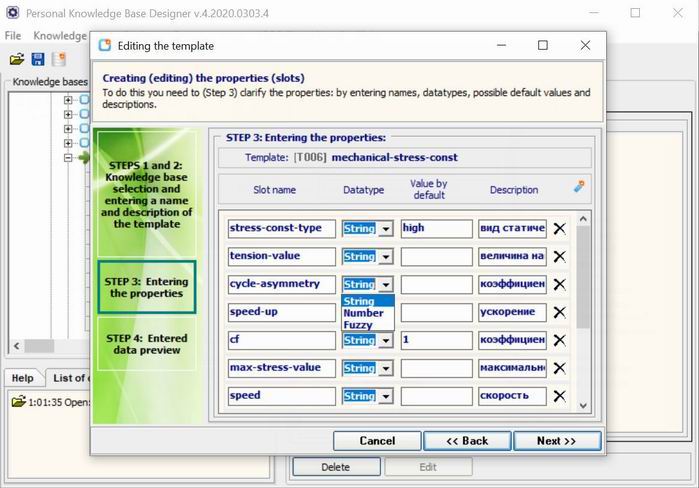 Personal Knowledge Base Designer v.4.2020.0303.4
File Knowledge
Knowledge bases
Editing the template
Creating (editing) the properties (slots)
To do this you need to (Step 3) clarify the properties: by entering names, datatypes, possible default values and
descriptions.
STEPS 1 and 2:
Knowledge base
selection and
entering a name
and description of
the template
STEP 3: Entering
the properties
STEP 4: Entered
data preview
STEP 3: Entering the properties:
Template: [T006] mechanical-stress-const
Slot name Datatype Value by default Description
stress-const-type String high вид статиче
tension-value String величина на
cycle-asymmetry String коэффициен
String
Number
Fuzzy
speed-up ускорение
cf String 1 коэффициен
max-stress-value String максимальн
speed String скорость
Cancel << Back Next >>
Help List of
1:01:35 Open:
Delete Edit